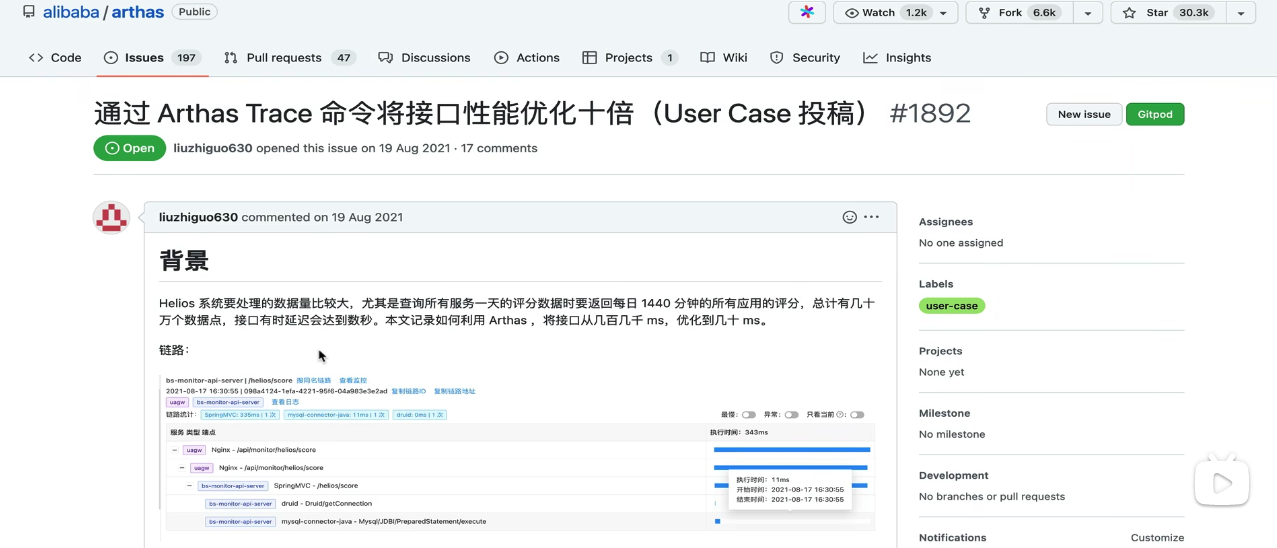 alibaba / arthas Public
Watch 1.2k
Fork 6.6k
Star 30.3k
Code
Issues 197
Pull requests 47
Discussions
Actions
Projects 1
Wiki
Security
Insights
通过 Arthas Trace 命令将接口性能优化十倍（User Case 投稿） #1892
New issue
Gitpod
Open
liuzhiguo630 opened this issue on 19 Aug 2021 · 17 comments
liuzhiguo630 commented on 19 Aug 2021
背景
Helios 系统要处理的数据量比较大，尤其是查询所有服务一天的评分数据时要返回每日 1440 分钟的所有应用的评分，总计有几十
万个数据点，接口有时延迟会达到数秒。本文记录如何利用 Arthas ，将接口从几百几千 ms，优化到几十 ms。
链路：
bs-monitor-api-server | /helios/score 服同名链路 查看监控
2021-08-17 16:30:55 | 098a4124-1efa-4221-95f6-04a983e3e2ad 复制链路ID 复制链路地址
uagw bs-monitor-api-server 查看日志
链路统计： SpringMVC: 335ms | 1 次 mysql-connector-java: 11ms | 1 次 druid: 0ms | 1 次
最慢： 异常： 只看当前 ：
服务 类型 端点
执行时间：343ms
uagw Nginx - /api/monitor/helios/score
uagw Nginx - /api/monitor/helios/score
bs-monitor-api-server SpringMVC - /helios/score
bs-monitor-api-server druid - Druid/getConnection
bs-monitor-api-server mysql-connector-java - Mysql/JDBI/PreparedStatement/execute
执行时间：11ms
开始时间：2021-08-17 16:30:55
结束时间：2021-08-17 16:30:55
Assignees
No one assigned
Labels
user-case
Projects
None yet
Milestone
No milestone
Development
No branches or pull requests
Notifications
Customize